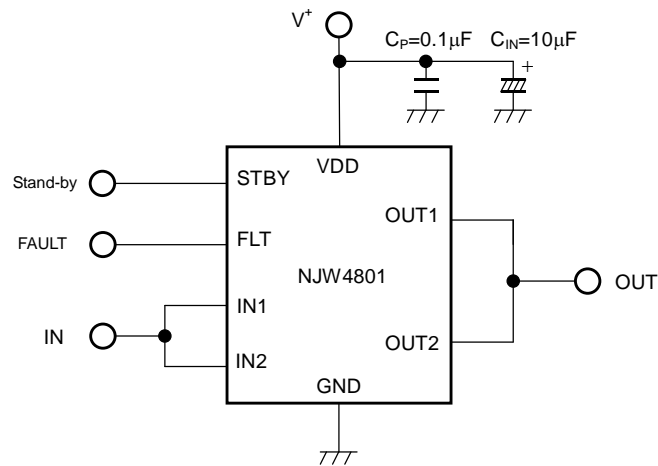 V+
CP=0.1μF
CIN=10μF
+
VDD
Stand-by
STBY
OUT1
FAULT
FLT
NJW4801
OUT
IN
IN1
IN2
OUT2
GND